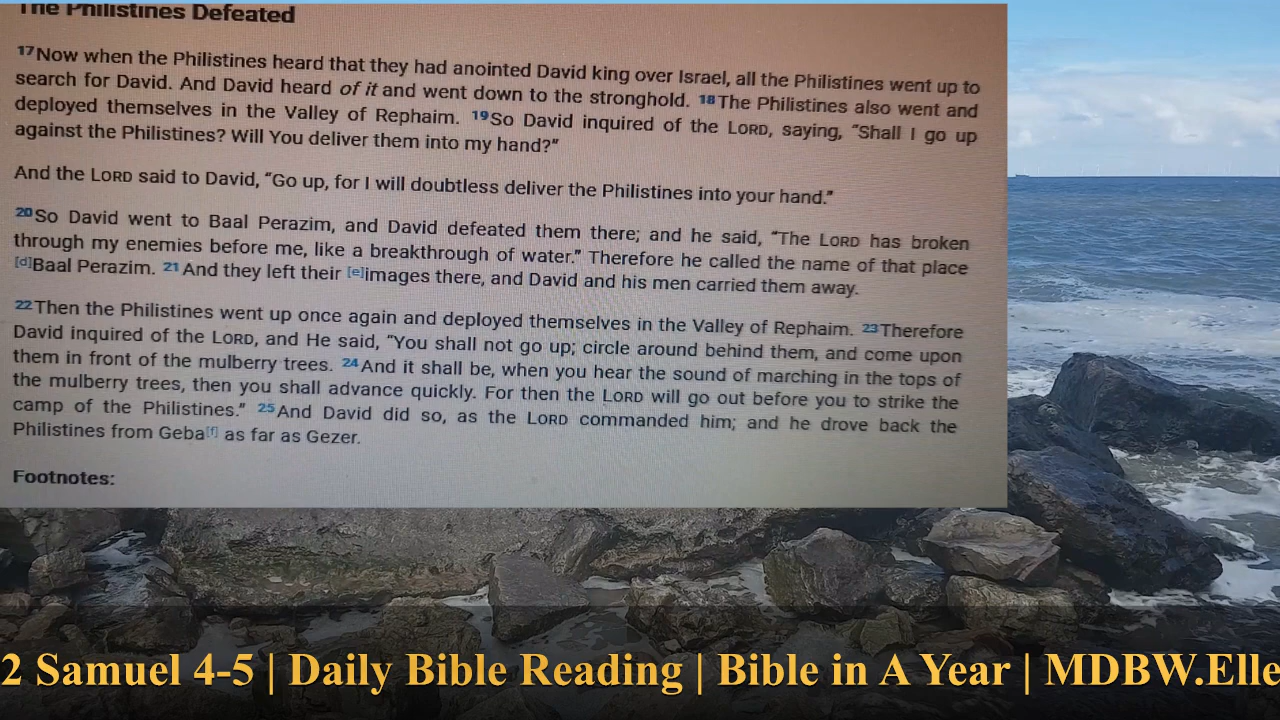 The Philistines Defeated
17Now when the Philistines heard that they had anointed David king over Israel, all the Philistines went up to
search for David. And David heard of it and went down to the stronghold. 18The Philistines also went and
deployed themselves in the Valley of Rephaim. 19So David inquired of the LORD, saying, “Shall I go up
against the Philistines? Will You deliver them into my hand?”
And the LORD said to David, “Go up, for I will doubtless deliver the Philistines into your hand.”
20So David went to Baal Perazim, and David defeated them there; and he said, “The LORD has broken
through my enemies before me, like a breakthrough of water.” Therefore he called the name of that place
[d]Baal Perazim. 21And they left their [e]images there, and David and his men carried them away.
22Then the Philistines went up once again and deployed themselves in the Valley of Rephaim. 23Therefore
David inquired of the LORD, and He said, “You shall not go up; circle around behind them, and come upon
them in front of the mulberry trees. 24And it shall be, when you hear the sound of marching in the tops of
the mulberry trees, then you shall advance quickly. For then the LORD will go out before you to strike the
camp of the Philistines.” 25And David did so, as the LORD commanded him; and he drove back the
Philistines from Geba[f] as far as Gezer.
Footnotes:
2 Samuel 4-5 | Daily Bible Reading | Bible in A Year | MDBW.Elle